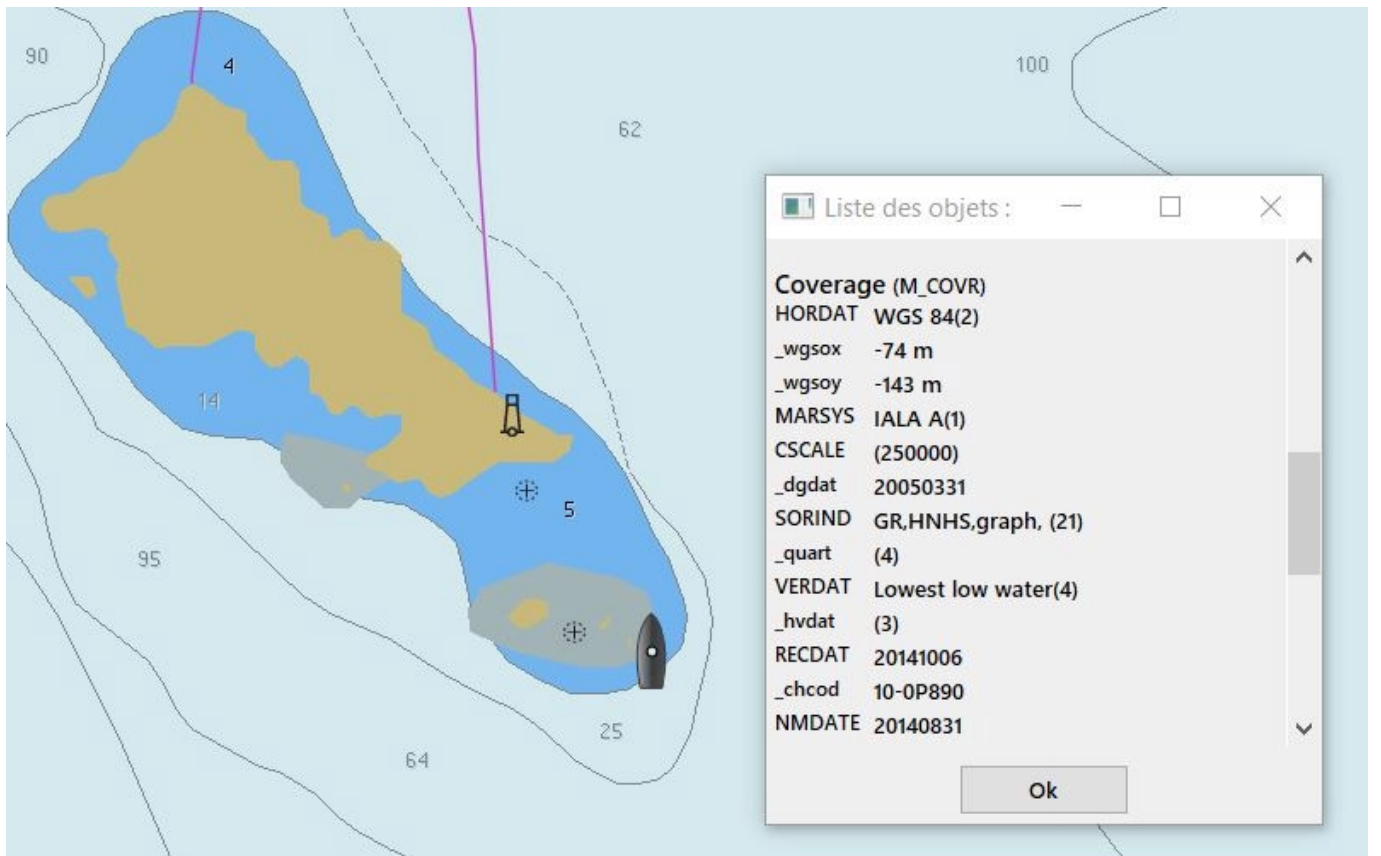 90
4
62
100
14
5
95
25
64
Liste des objets :
Coverage (M_COVR)
HORDAT WGS 84(2)
_wgsox -74 m
_wgsoy -143 m
MARSYS IALA A(1)
CSCALE (250000)
_dgdat 20050331
SORIND GR,HNHS,graph, (21)
_quart (4)
VERDAT Lowest low water(4)
_hvdat (3)
RECDAT 20141006
_chcod 10-0P890
NMDATE 20140831
Ok